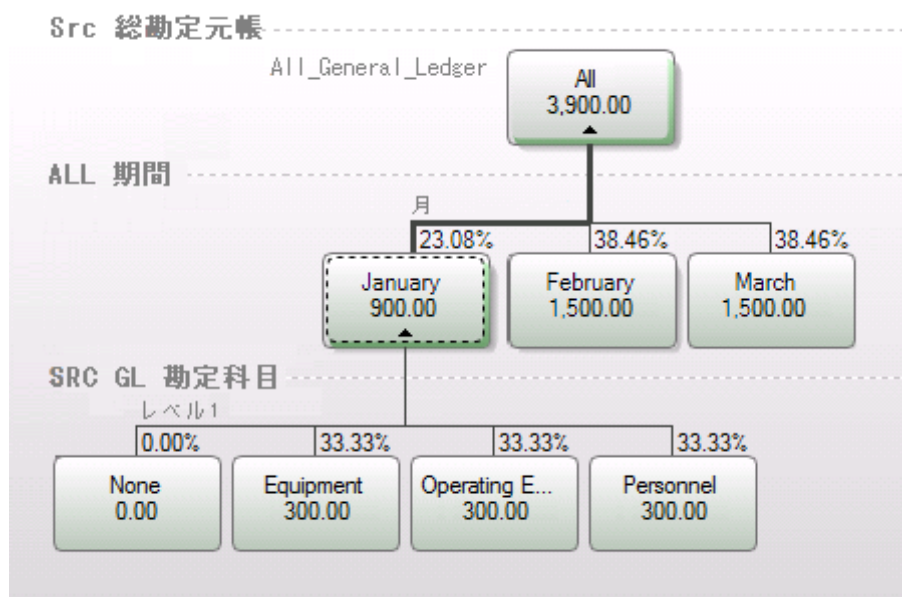 Src 総勘定元帳
All_General_Ledger
All
3,900.00
ALL 期間
月
23.08%
38.46%
38.46%
January
900.00
February
1,500.00
March
1,500.00
SRC GL 勘定科目
レベル1
0.00%
33.33%
33.33%
33.33%
None
0.00
Equipment
300.00
Operating E...
300.00
Personnel
300.00